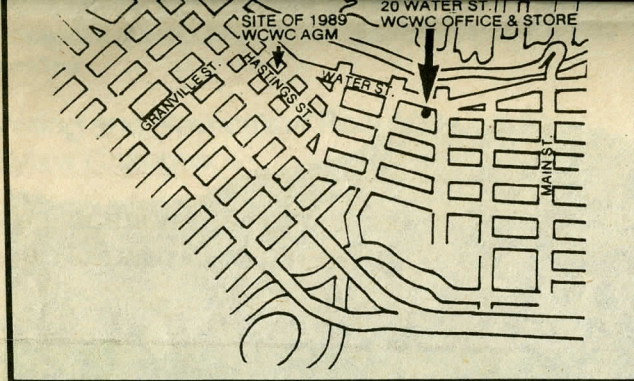 SITE OF 1989
WCWC AGM
20 WATER ST.
WCWC OFFICE & STORE
GRANVILLE ST.
HASTINGS ST.
WATER ST.
MAIN ST.